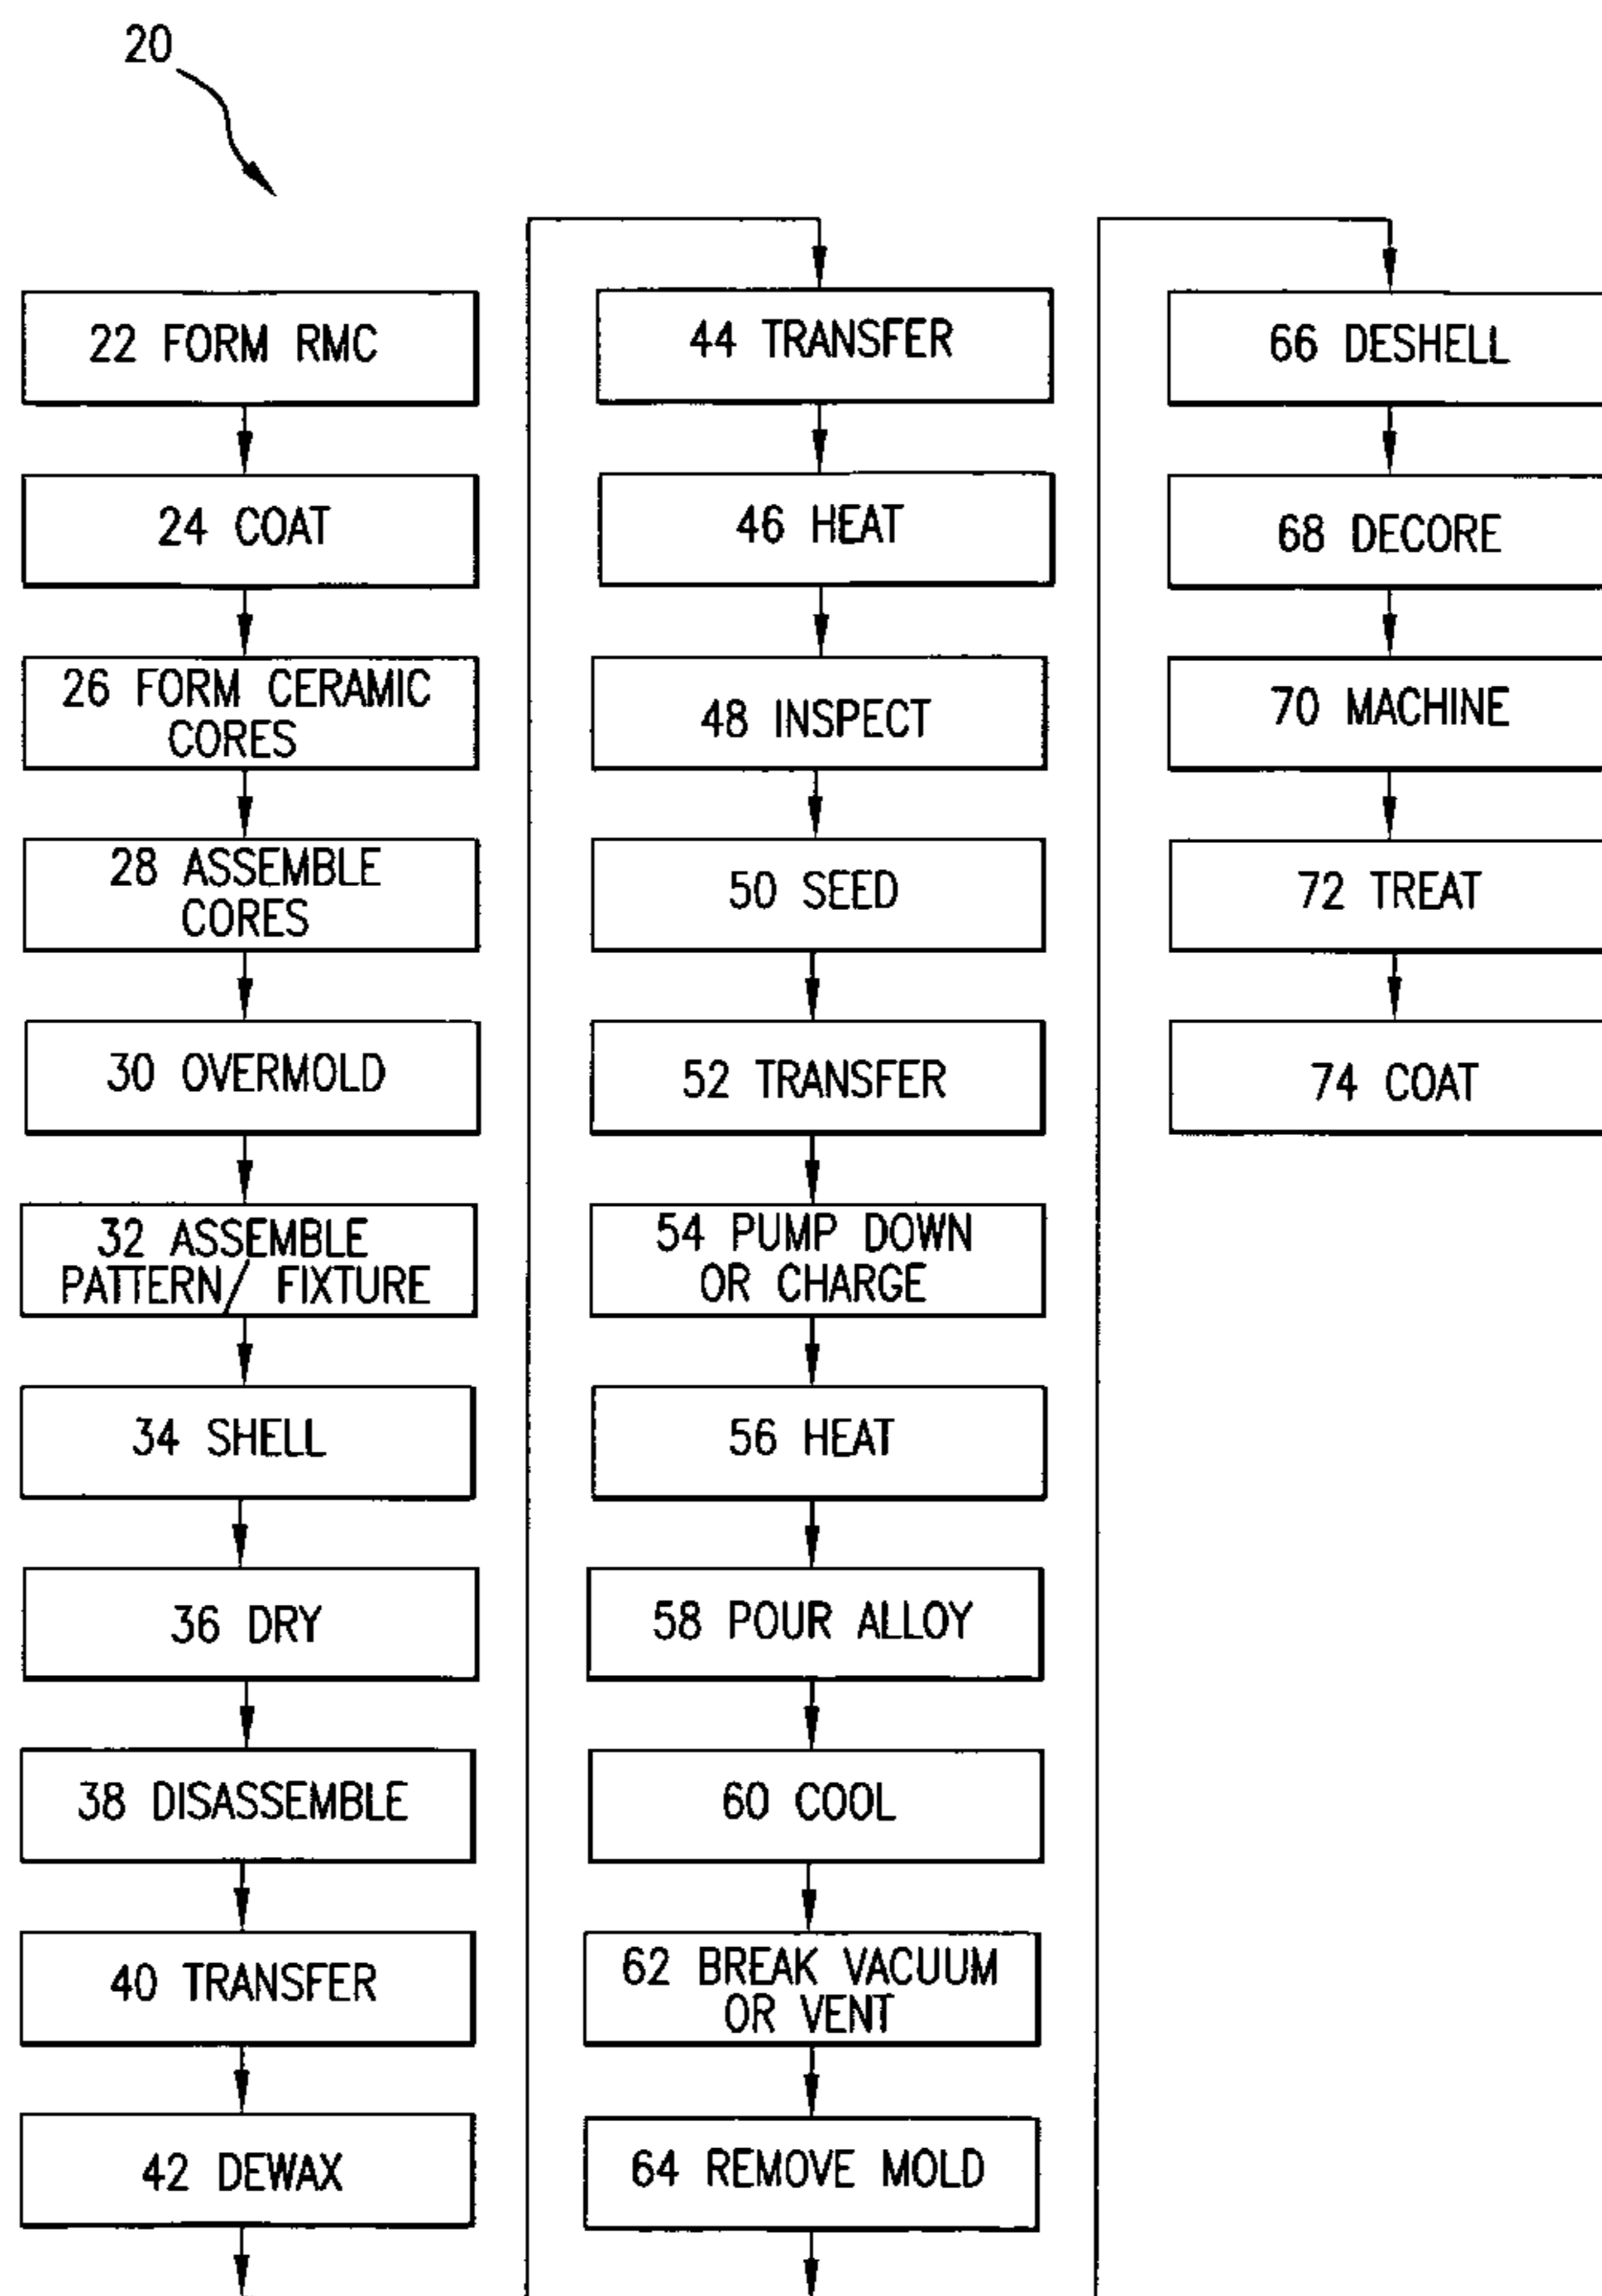 20
22 FORM RMC
24 COAT
26 FORM CERAMIC
CORES
28 ASSEMBLE
CORES
30 OVERMOLD
32 ASSEMBLE
PATTERN/ FIXTURE
34 SHELL
36 DRY
38 DISASSEMBLE
40 TRANSFER
42 DEWAX
44 TRANSFER
46 HEAT
48 INSPECT
50 SEED
52 TRANSFER
54 PUMP DOWN
OR CHARGE
56 HEAT
58 POUR ALLOY
60 COOL
62 BREAK VACUUM
OR VENT
64 REMOVE MOLD
66 DESHELL
68 DECORE
70 MACHINE
72 TREAT
74 COAT